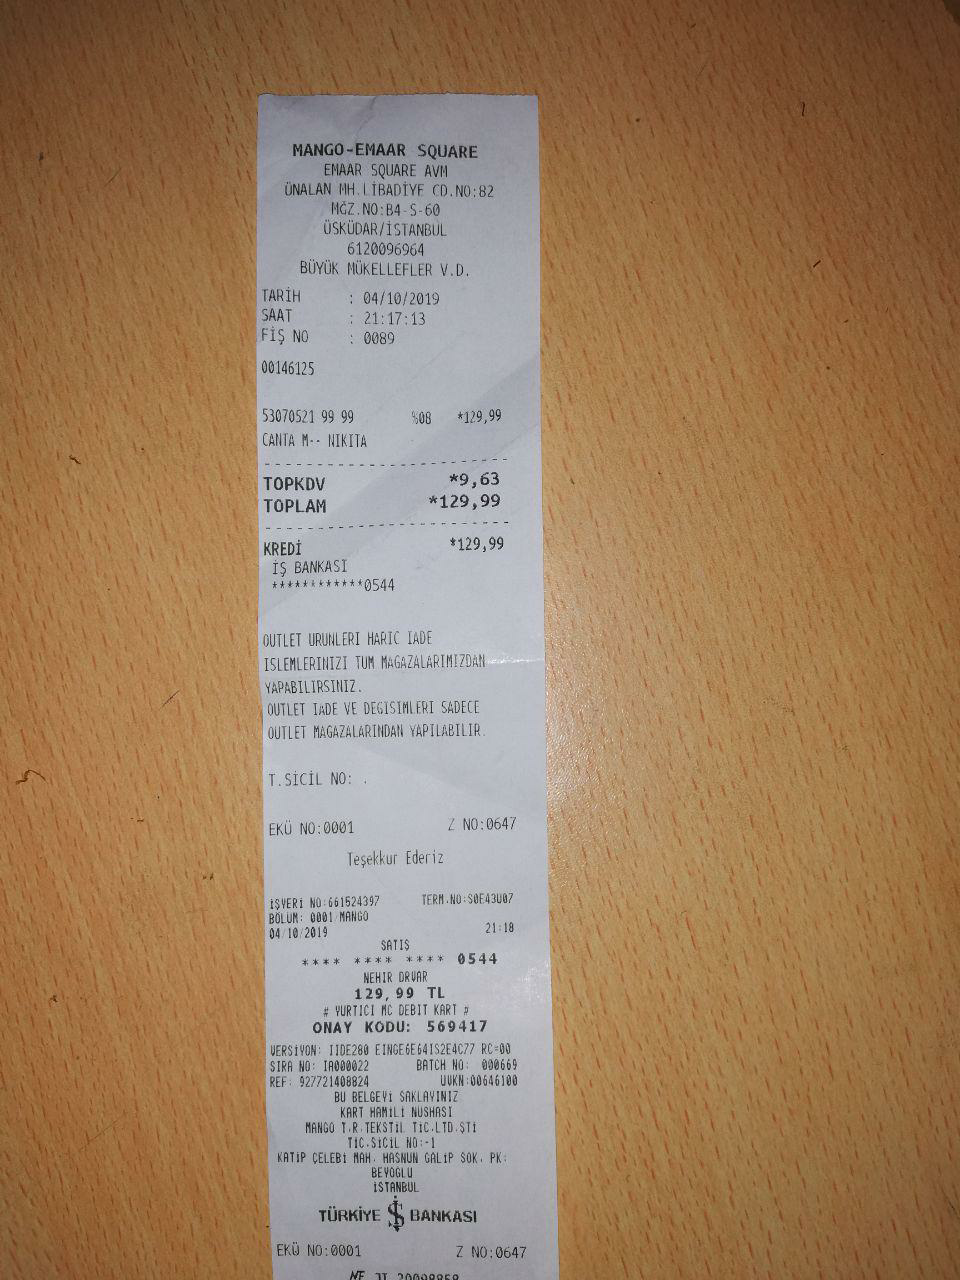 MANGO-EMAAR SQUARE
EMAAR SQUARE AVM
ÜNALAN MH.LİBADİYE CD.NO:82
MĞZ.NO:B4-S-60
ÜSKÜDAR/İSTANBUL
6120096964
BÜYÜK MÜKELLEFLER V.D.
TARİH : 04/10/2019
SAAT : 21:17:13
FİŞ NO : 0089
00146125
53070521 99 99 %08 *129,99
CANTA M-- NIKITA
TOPKDV *9,63
TOPLAM *129,99
KREDİ *129,99
İŞ BANKASI
************0544
OUTLET URUNLERI HARIC IADE
ISLEMLERINIZI TUM MAGAZALARIMIZDAN
YAPABILIRSINIZ.
OUTLET IADE VE DEGISIMLERI SADECE
OUTLET MAGAZALARINDAN YAPILABILIR.
T.SİCİL NO: .
EKÜ NO:0001 Z NO:0647
Teşekkur Ederiz
İŞYERİ NO:661524397 TERM.NO:S0E43U07
BÖLÜM: 0001 MANGO
04/10/2019 21:18
SATIŞ
**** **** **** 0544
NEHIR DRUAR
129,99 TL
# YURTICI MC DEBIT KART #
ONAY KODU: 569417
VERSİYON: IIDE280 EINGE6E641S2E4C77 RC=00
SIRA NO: IA000022 BATCH NO: 000669
REF: 927721408824 UUKN:00646100
BU BELGEYİ SAKLAYINIZ
KART HAMİLİ NUSHASI
MANGO T.R.TEKSTİL TİC.LTD.ŞTİ
TİC.SİCİL NO:-1
KATİP ÇELEBİ MAH. HASNUN GALİP SOK. PK:
BEYOGLU
İSTANBUL
TÜRKİYE İŞ BANKASI
EKÜ NO:0001 Z NO:0647